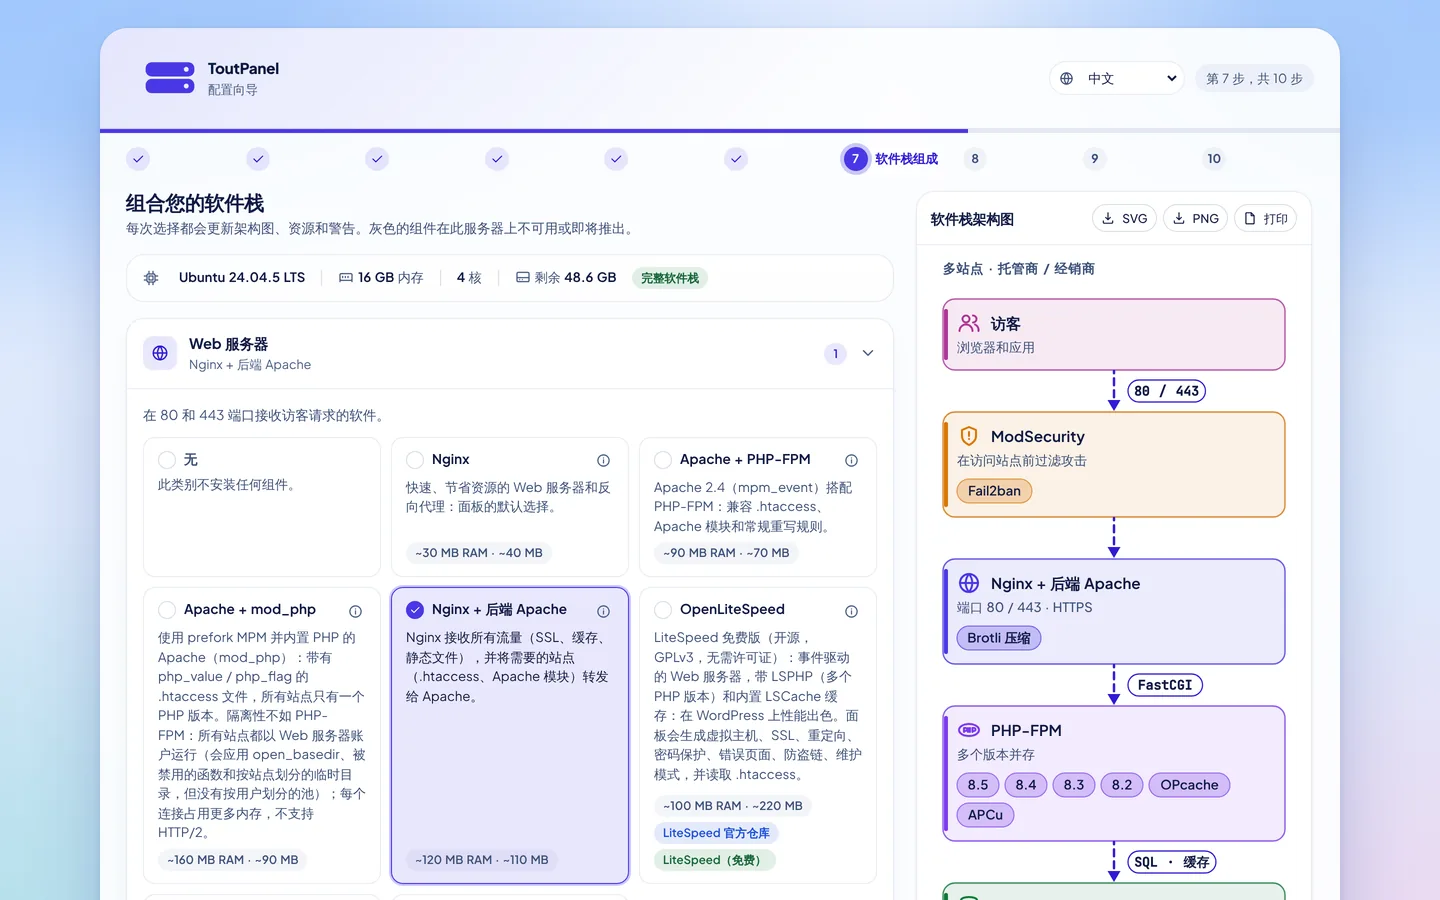 ToutPanel
配置向导
中文
第 7 步，共 10 步
7 软件栈组成 8 9 10
组合您的软件栈
每次选择都会更新架构图、资源和警告。灰色的组件在此服务器上不可用或即将推出。
Ubuntu 24.04.5 LTS 16 GB 内存 4 核 剩余 48.6 GB 完整软件栈
Web 服务器
Nginx + 后端 Apache
1
在 80 和 443 端口接收访客请求的软件。
无
此类别不安装任何组件。
Nginx
快速、节省资源的 Web 服务器和反
向代理：面板的默认选择。
~30 MB RAM · ~40 MB
Apache + PHP-FPM
Apache 2.4（mpm_event）搭配
PHP-FPM：兼容 .htaccess、
Apache 模块和常规重写规则。
~90 MB RAM · ~70 MB
Apache + mod_php
使用 prefork MPM 并内置 PHP 的
Apache（mod_php）：带有
php_value / php_flag 的
.htaccess 文件，所有站点只有一个
PHP 版本。隔离性不如 PHP-
FPM：所有站点都以 Web 服务器账
户运行（会应用 open_basedir、被
禁用的函数和按站点划分的临时目
录，但没有按用户划分的池）；每个
连接占用更多内存，不支持
HTTP/2。
~160 MB RAM · ~90 MB
Nginx + 后端 Apache
Nginx 接收所有流量（SSL、缓存、
静态文件），并将需要的站点
（.htaccess、Apache 模块）转发
给 Apache。
~120 MB RAM · ~110 MB
OpenLiteSpeed
LiteSpeed 免费版（开源，
GPLv3，无需许可证）：事件驱动
的 Web 服务器，带 LSPHP（多个
PHP 版本）和内置 LSCache 缓
存：在 WordPress 上性能出色。面
板会生成虚拟主机、SSL、重定向、
密码保护、错误页面、防盗链、维护
模式，并读取 .htaccess。
~100 MB RAM · ~220 MB
LiteSpeed 官方仓库
LiteSpeed（免费）
软件栈架构图
SVG PNG 打印
多站点 · 托管商 / 经销商
访客
浏览器和应用
80 / 443
ModSecurity
在访问站点前过滤攻击
Fail2ban
Nginx + 后端 Apache
端口 80 / 443 · HTTPS
Brotli 压缩
FastCGI
PHP PHP-FPM
多个版本并存
8.5 8.4 8.3 8.2 OPcache
APCu
SQL · 缓存